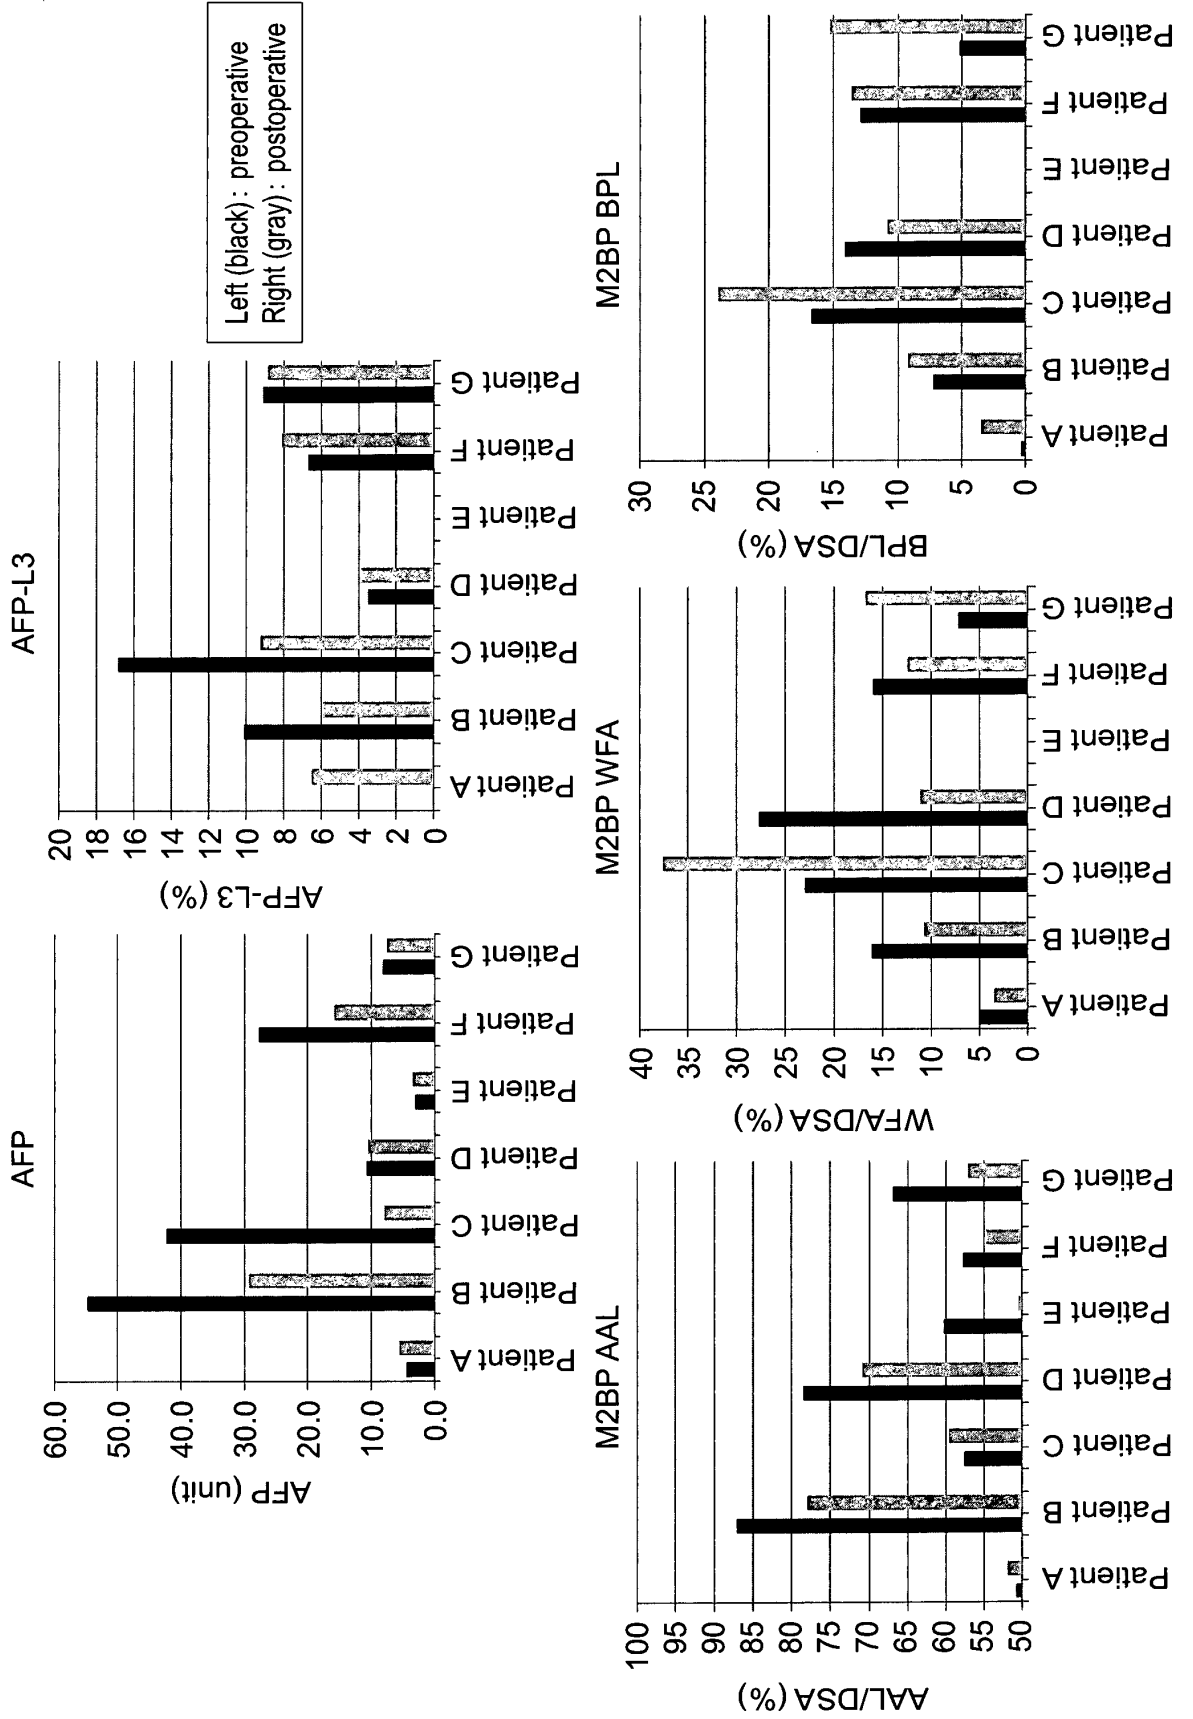 AFP
AFP (unit)
60.0
50.0
40.0
30.0
20.0
10.0
0.0
Patient A
Patient B
Patient C
Patient D
Patient E
Patient F
Patient G
AFP-L3
AFP-L3 (%)
20
18
16
14
12
10
8
6
4
2
0
Patient A
Patient B
Patient C
Patient D
Patient E
Patient F
Patient G
Left (black) : preoperative
Right (gray) : postoperative
M2BP AAL
AAL/DSA (%)
100
95
90
85
80
75
70
65
60
55
50
Patient A
Patient B
Patient C
Patient D
Patient E
Patient F
Patient G
M2BP WFA
WFA/DSA (%)
40
35
30
25
20
15
10
5
0
Patient A
Patient B
Patient C
Patient D
Patient E
Patient F
Patient G
M2BP BPL
BPL/DSA (%)
30
25
20
15
10
5
0
Patient A
Patient B
Patient C
Patient D
Patient E
Patient F
Patient G